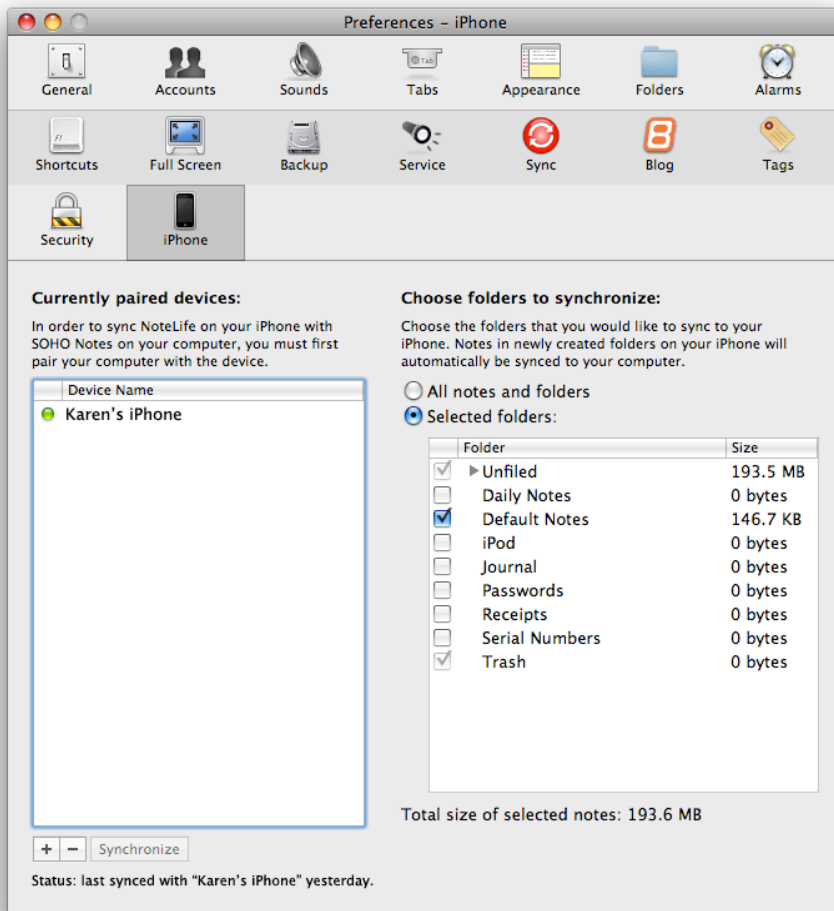 Preferences – iPhone
General Accounts Sounds Tab Tabs Appearance Folders Alarms
Shortcuts Full Screen Backup Service Sync Blog Tags
Security iPhone
Currently paired devices:
In order to sync NoteLife on your iPhone with
SOHO Notes on your computer, you must first
pair your computer with the device.
Device Name
Karen's iPhone
+ − Synchronize
Status: last synced with “Karen's iPhone” yesterday.
Choose folders to synchronize:
Choose the folders that you would like to sync to your
iPhone. Notes in newly created folders on your iPhone will
automatically be synced to your computer.
All notes and folders
Selected folders:
Folder Size
Unfiled 193.5 MB
Daily Notes 0 bytes
Default Notes 146.7 KB
iPod 0 bytes
Journal 0 bytes
Passwords 0 bytes
Receipts 0 bytes
Serial Numbers 0 bytes
Trash 0 bytes
Total size of selected notes: 193.6 MB